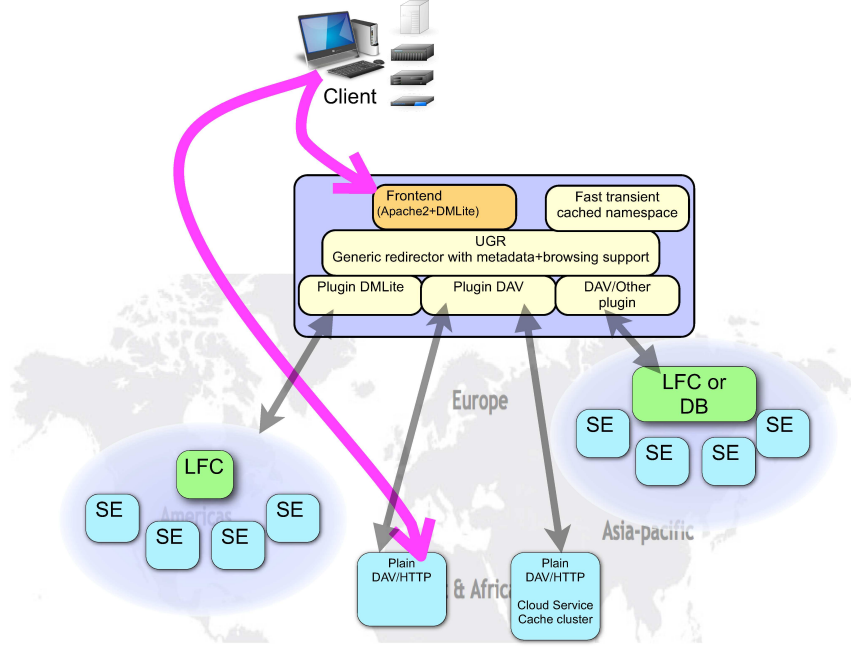 Client
Frontend
(Apache2+DMLite)
Fast transient
cached namespace
UGR
Generic redirector with metadata+browsing support
Plugin DMLite
Plugin DAV
DAV/Other
plugin
Europe
LFC or
DB
SE
SE
SE
SE
LFC
SE
SE
SE
SE
Americas
Asia-pacific
Plain
DAV/HTTP
& Africa
Plain
DAV/HTTP
Cloud Service
Cache cluster